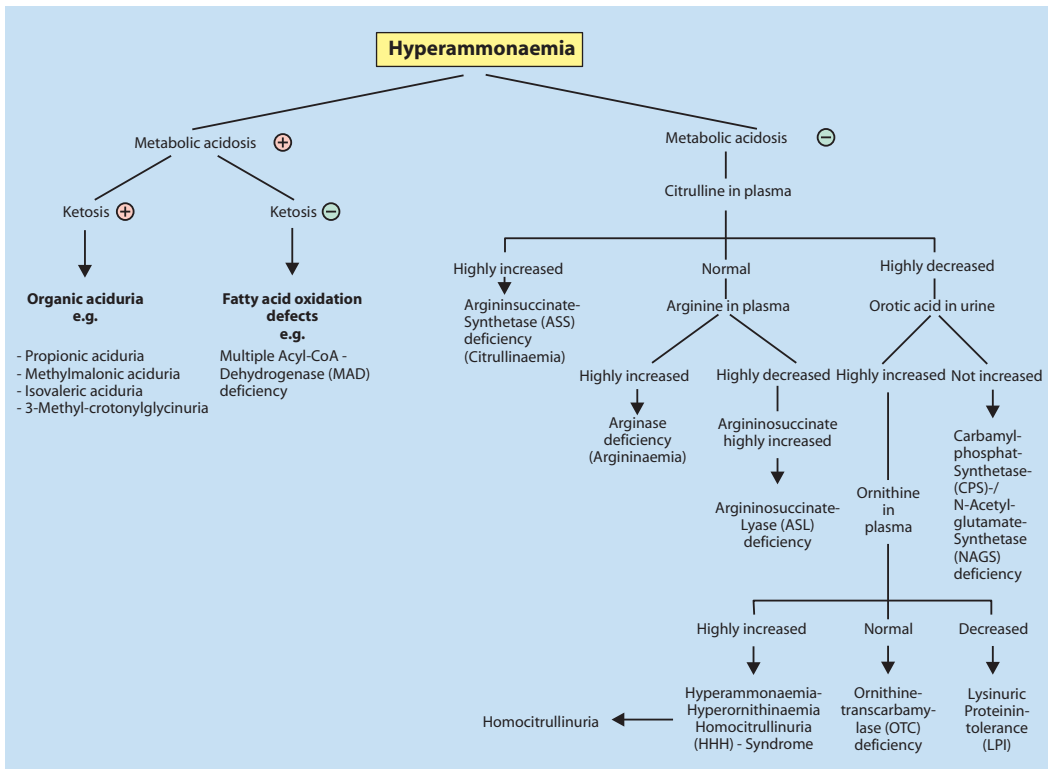 Hyperammonaemia
Metabolic acidosis +
Metabolic acidosis −
Citrulline in plasma
Ketosis +
Ketosis −
Highly increased
Normal
Highly decreased
Organic aciduria
e.g.
- Propionic aciduria
- Methylmalonic aciduria
- Isovaleric aciduria
- 3-Methyl-crotonylglycinuria
Fatty acid oxidation
defects
e.g.
Multiple Acyl-CoA -
Dehydrogenase (MAD)
deficiency
Argininsuccinate-
Synthetase (ASS)
deficiency
(Citrullinaemia)
Arginine in plasma
Orotic acid in urine
Highly increased
Highly decreased
Highly increased
Not increased
Arginase
deficiency
(Argininaemia)
Argininosuccinate
highly increased
Argininosuccinate-
Lyase (ASL)
deficiency
Ornithine
in
plasma
Carbamyl-
phosphat-
Synthetase-
(CPS)-/
N-Acetyl-
glutamate-
Synthetase
(NAGS)
deficiency
Highly increased
Normal
Decreased
Homocitrullinuria
Hyperammonaemia-
Hyperornithinaemia
Homocitrullinuria
(HHH) - Syndrome
Ornithine-
transcarbamy-
lase (OTC)
deficiency
Lysinuric
Proteinin-
tolerance
(LPI)